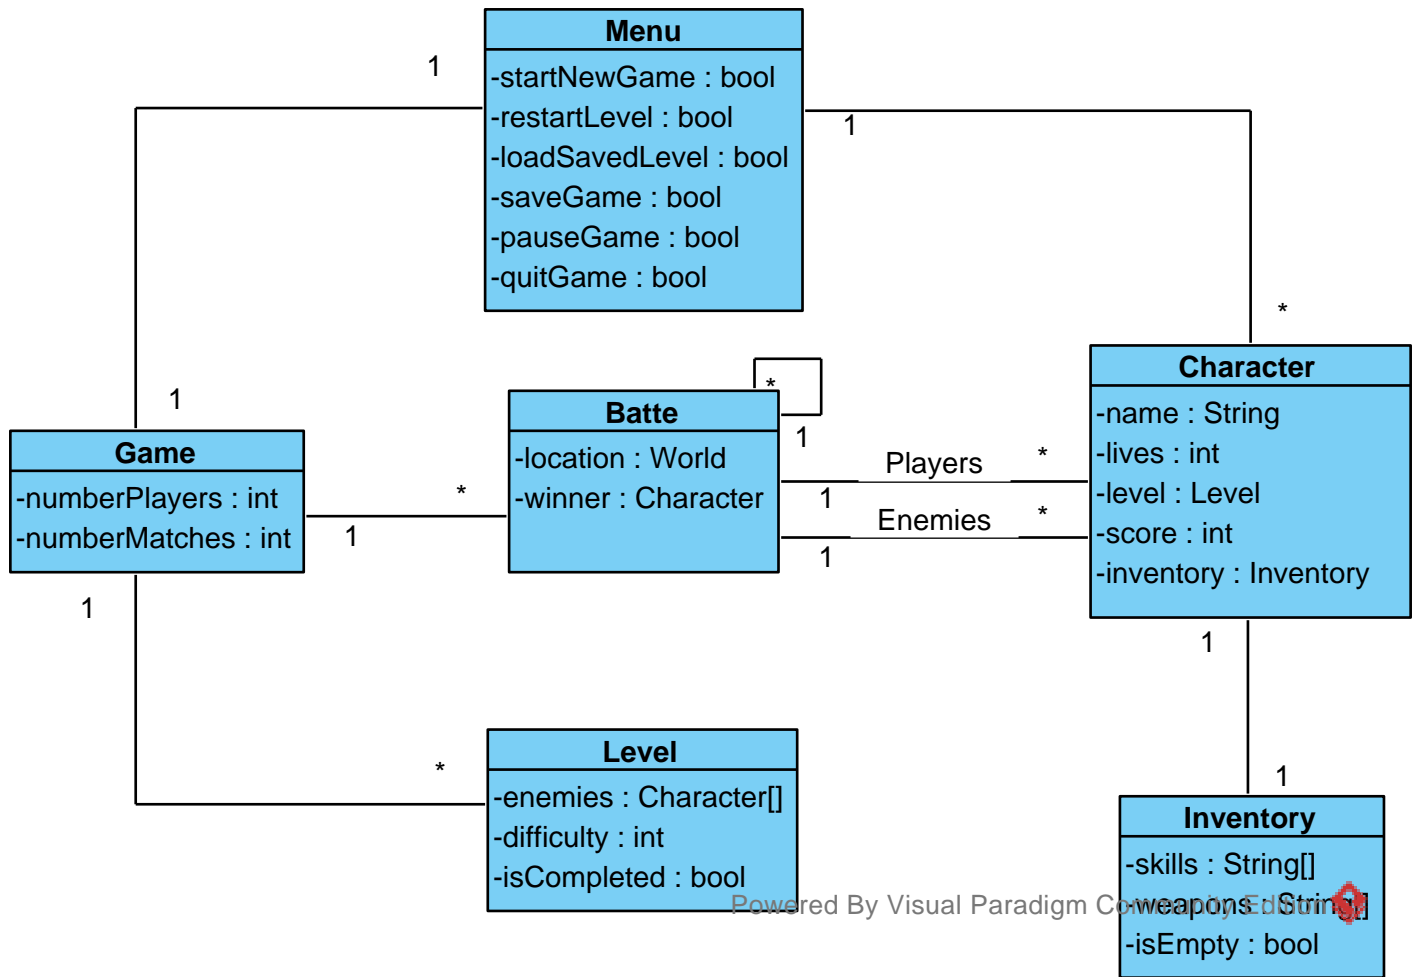 Menu
-startNewGame : bool
-restartLevel : bool
-loadSavedLevel : bool
-saveGame : bool
-pauseGame : bool
-quitGame : bool
1
1
*
1
Game
-numberPlayers : int
-numberMatches : int
1
*
1
Batte
-location : World
-winner : Character
*
1
Players
1
*
Enemies
1
*
Character
-name : String
-lives : int
-level : Level
-score : int
-inventory : Inventory
1
1
*
Level
-enemies : Character[]
-difficulty : int
-isCompleted : bool
1
Inventory
-skills : String[]
-weapons : String[]
-isEmpty : bool
Powered By Visual Paradigm Community Edition